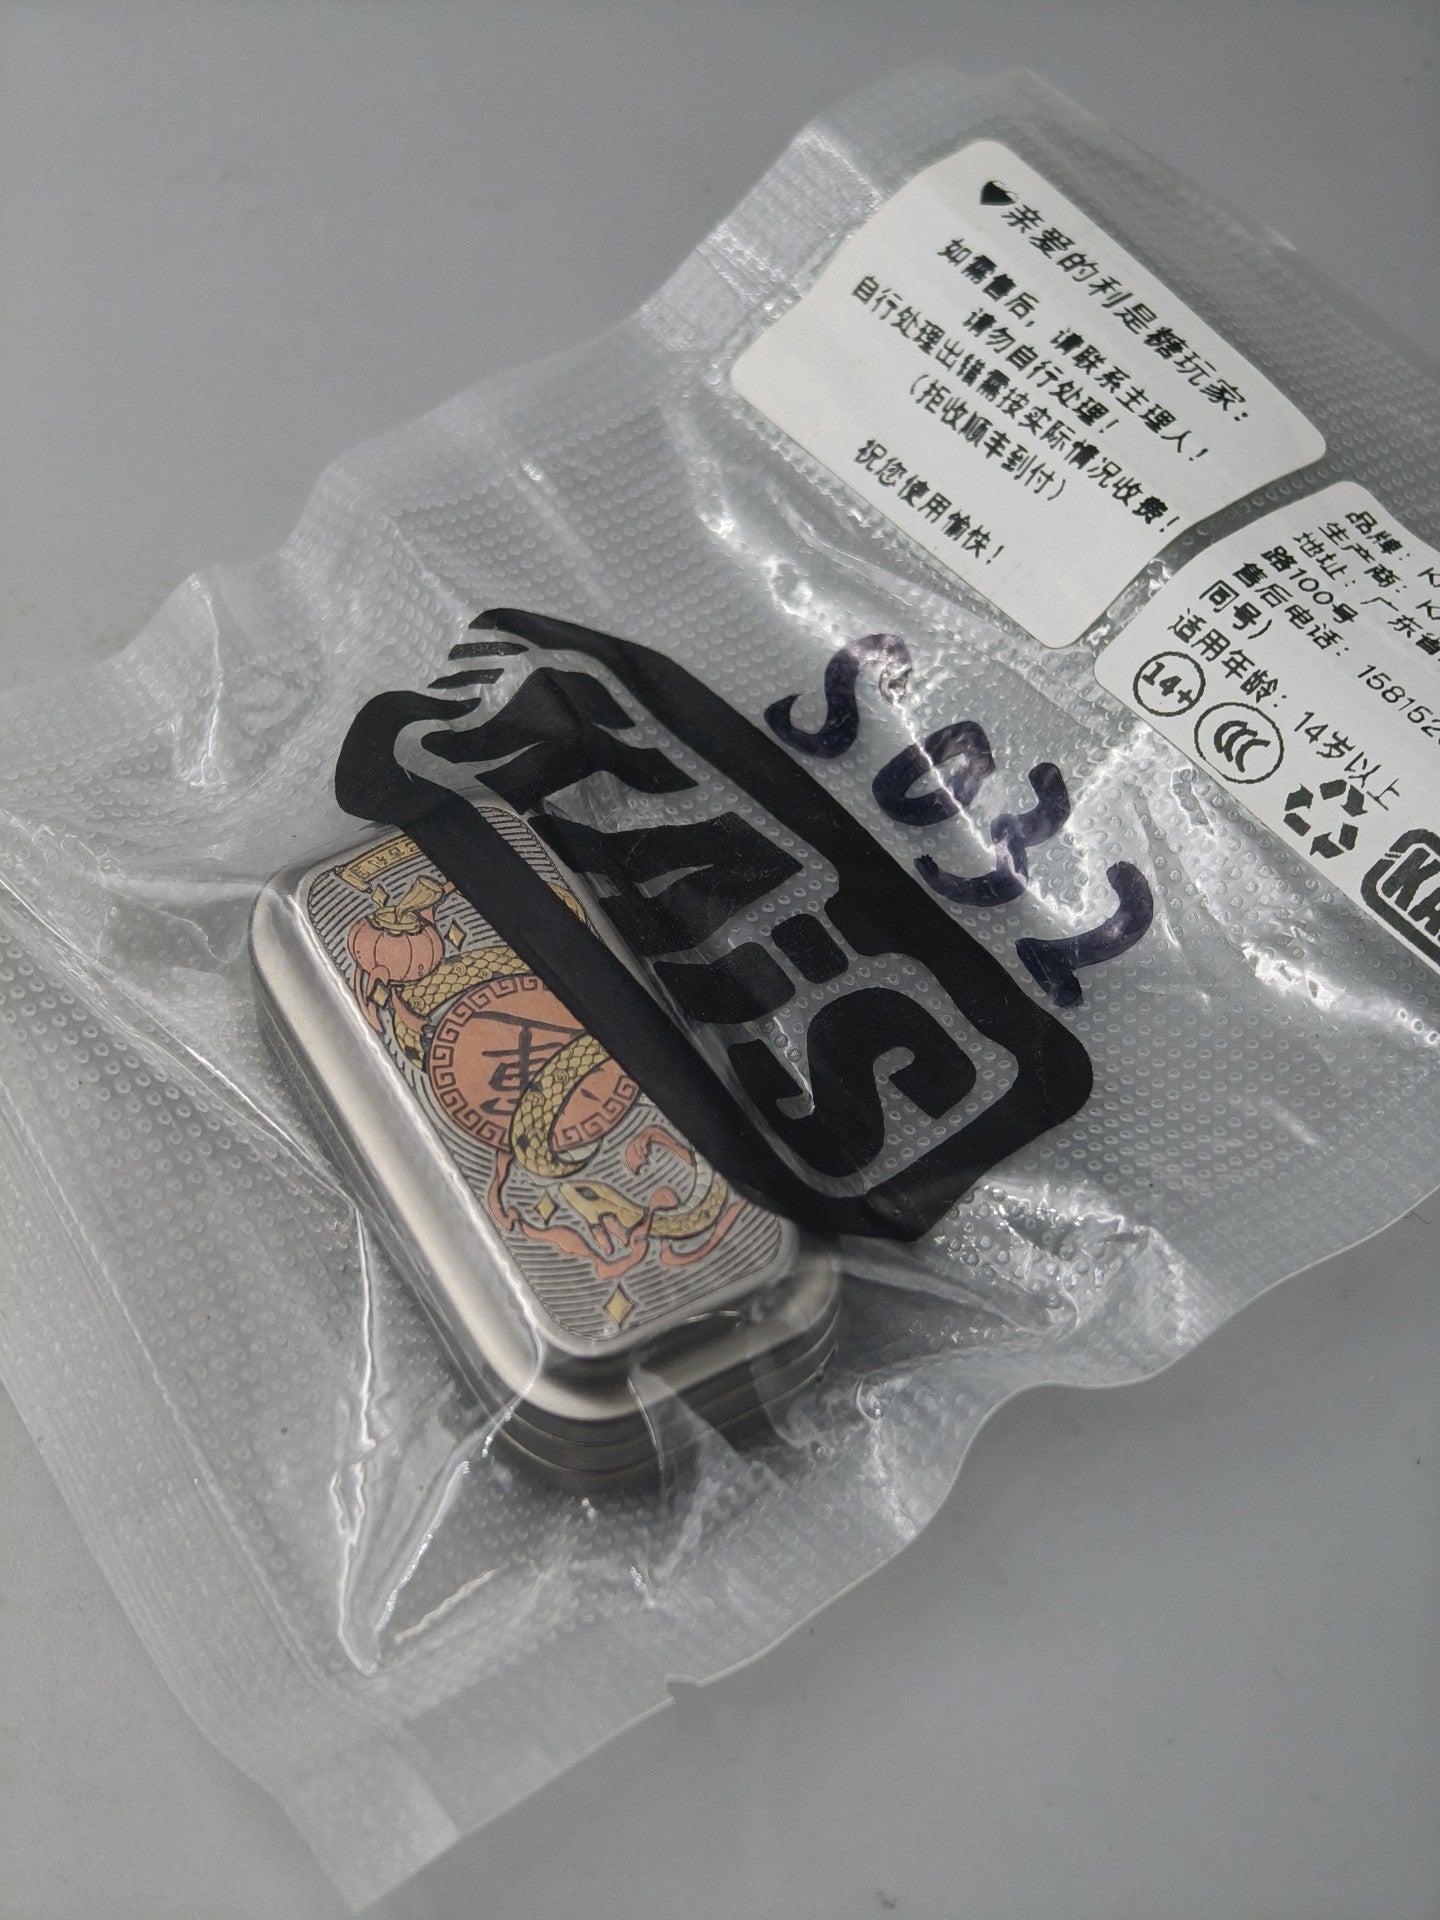 ♥亲爱的利是糖玩家：
如需售后，请联系主理人！
请勿自行处理！
自行处理出错需按实际情况收费！
（拒收顺丰到付）
祝您使用愉快！
品牌：
生产商：
地址：广东省
路100号
售后电话：158152
同号）
适用年龄：14岁以上
14+
CCC
KA
S032
KAiS